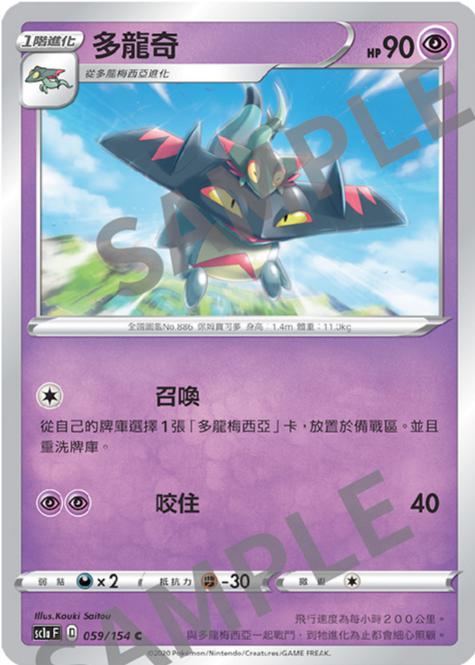 1階進化
多龍奇
HP 90
從多龍梅西亞進化
SAMPLE
全國圖鑑No.886 保姆寶可夢 身高：1.4m 體重：11.0kg
召喚
從自己的牌庫選擇1張「多龍梅西亞」卡，放置於備戰區。並且
重洗牌庫。
咬住 40
弱點 ×2 抵抗力 -30 撤退
SAMPLE
Illus.Kouki Saitou
sc1a F D 059/154 C
飛行速度為每小時200公里。
與多龍梅西亞一起戰鬥，到牠進化為止都會細心照顧。
©2020 Pokémon/Nintendo/Creatures/GAME FREAK.